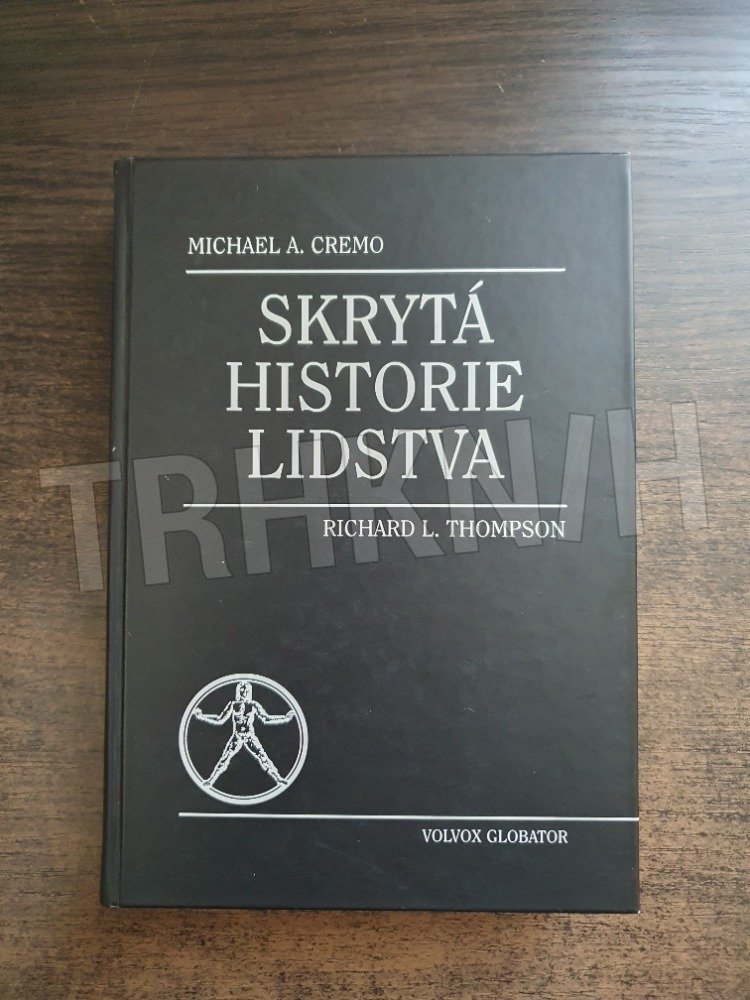 MICHAEL A. CREMO
SKRYTÁ
HISTORIE
LIDSTVA
RICHARD L. THOMPSON
VOLVOX GLOBATOR
TRHKNIH